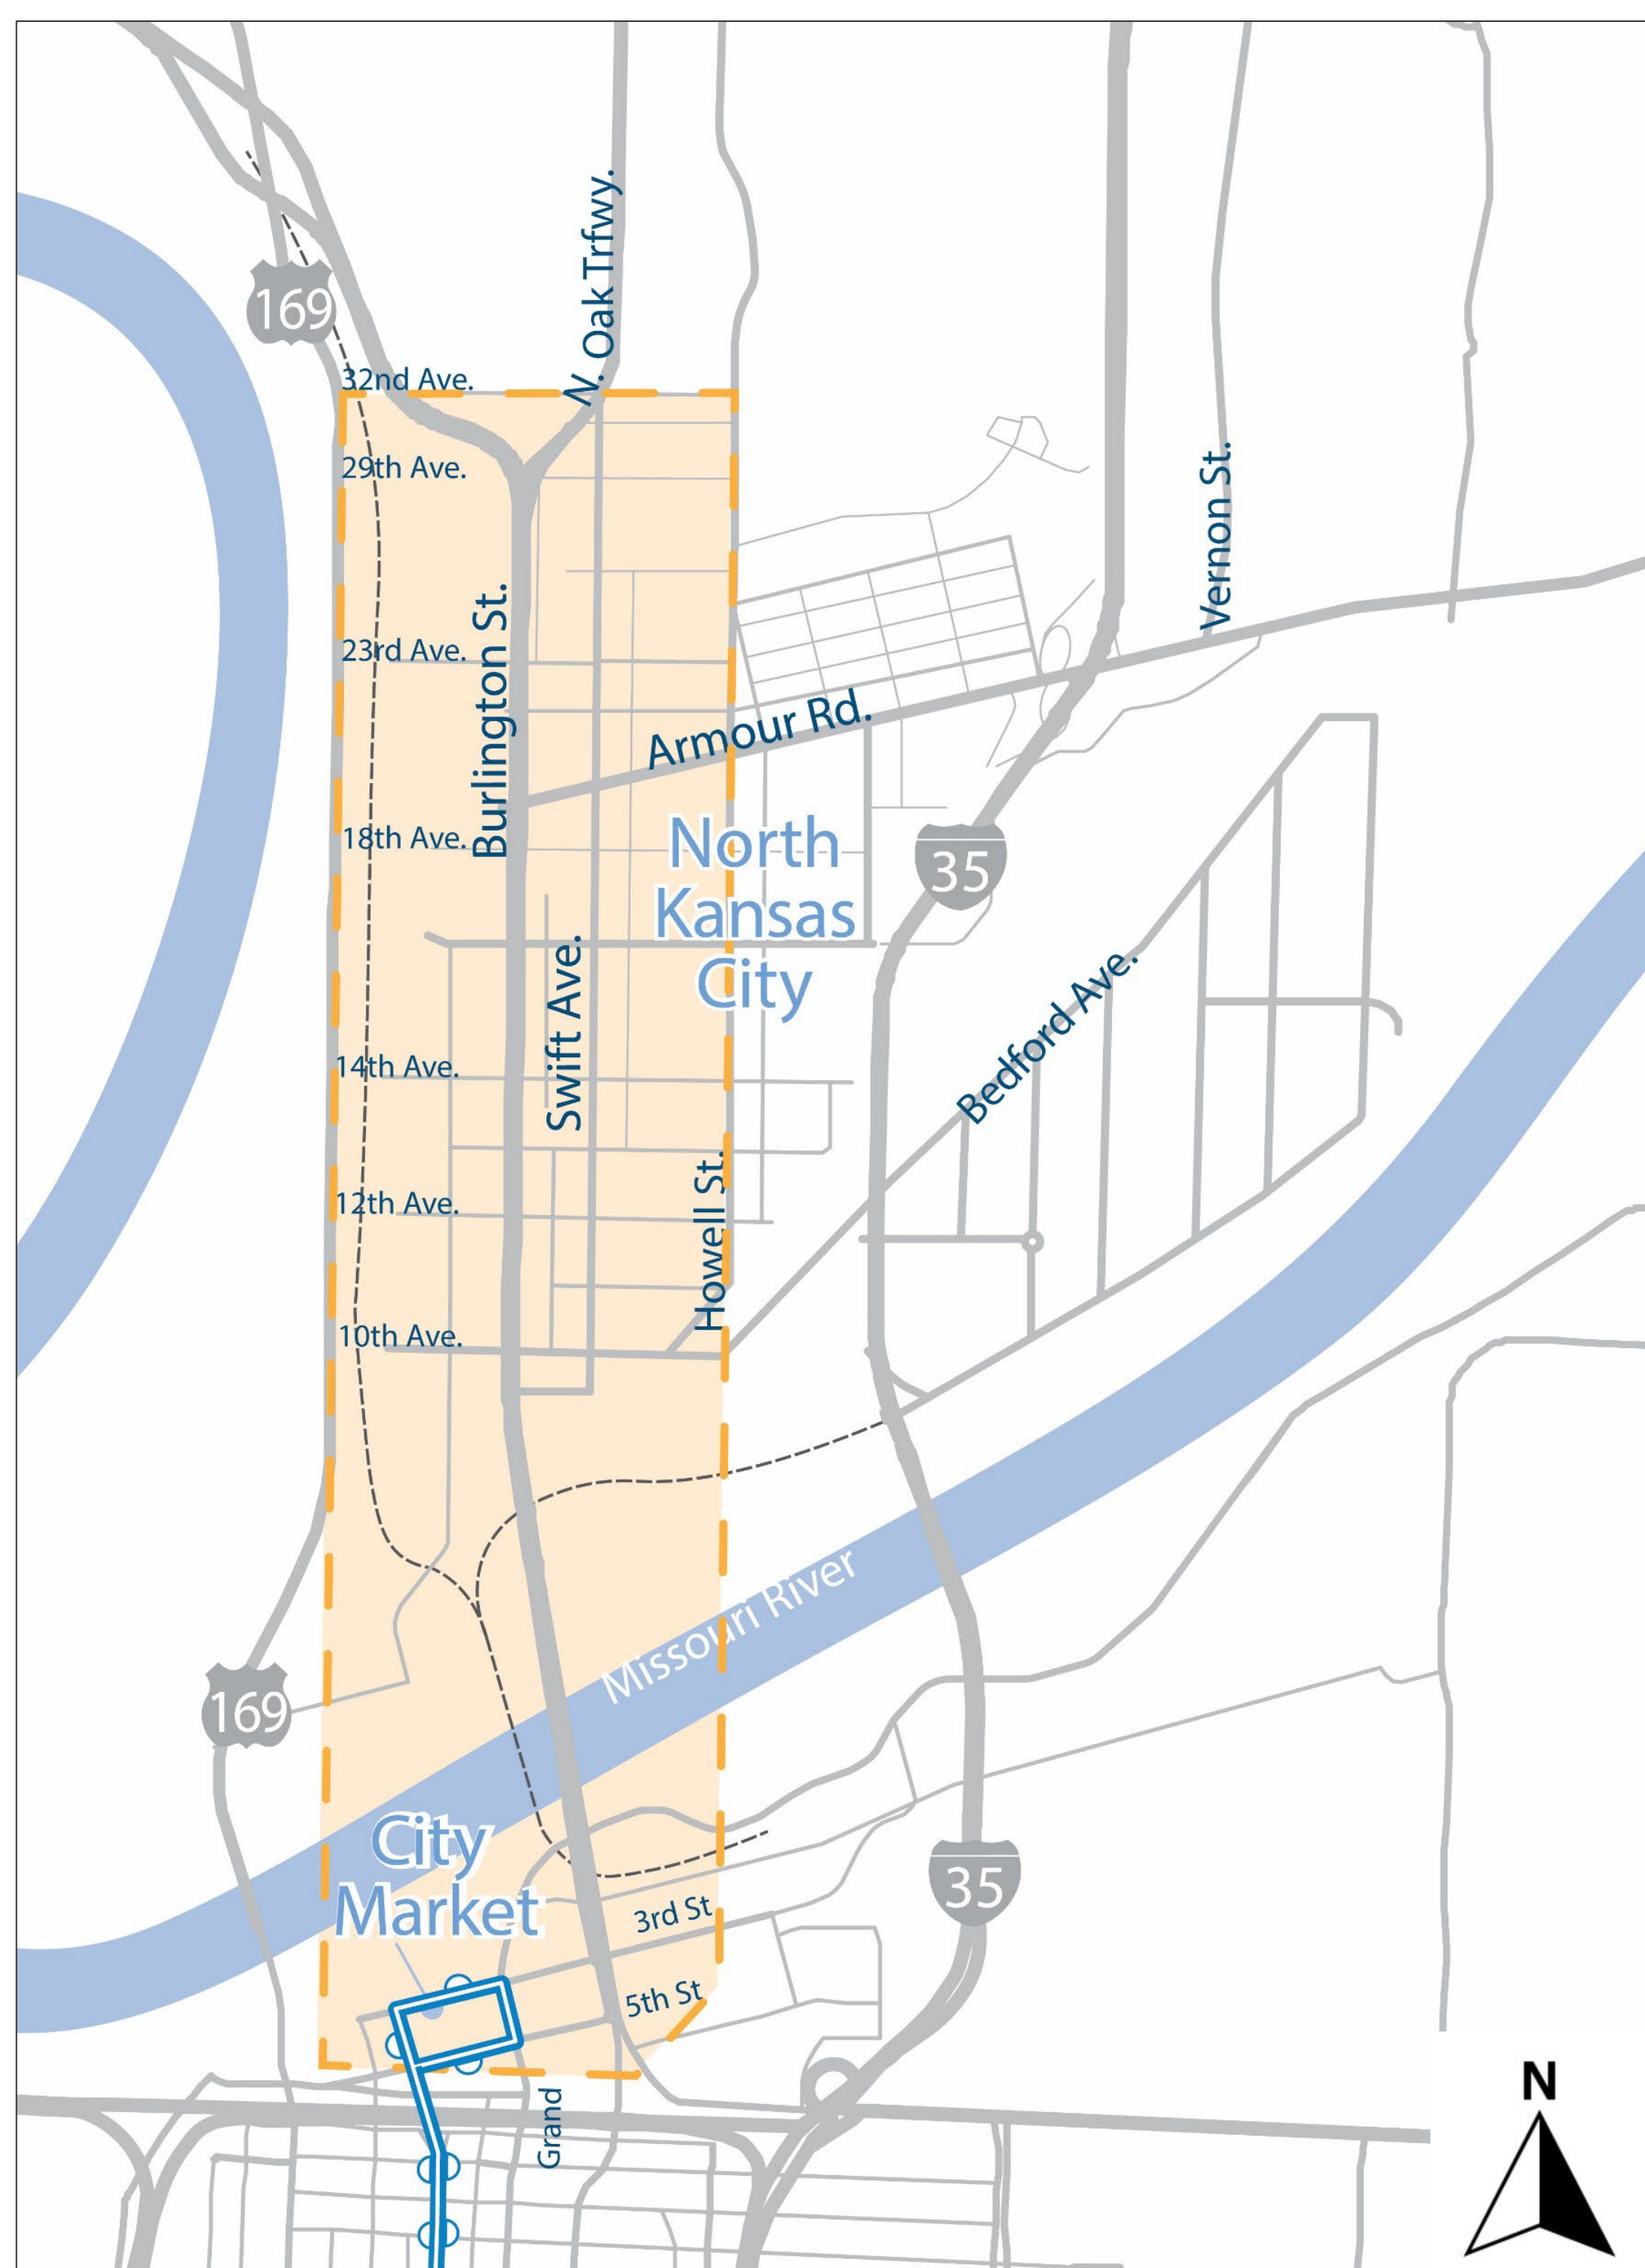 N. Oak Trfwy.
169
32nd Ave.
29th Ave.
Vernon St.
Burlington St.
23rd Ave.
Armour Rd.
18th Ave.
North
Kansas
City
35
Swift Ave.
Bedford Ave.
14th Ave.
12th Ave.
Howell St.
10th Ave.
Missouri River
169
City
Market
35
3rd St
5th St
Grand
N